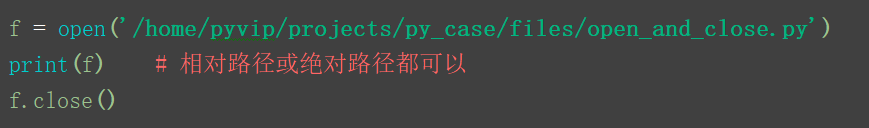 f = open('/home/pyvip/projects/py_case/files/open_and_close.py')
print(f)    # 相对路径或绝对路径都可以
f.close()